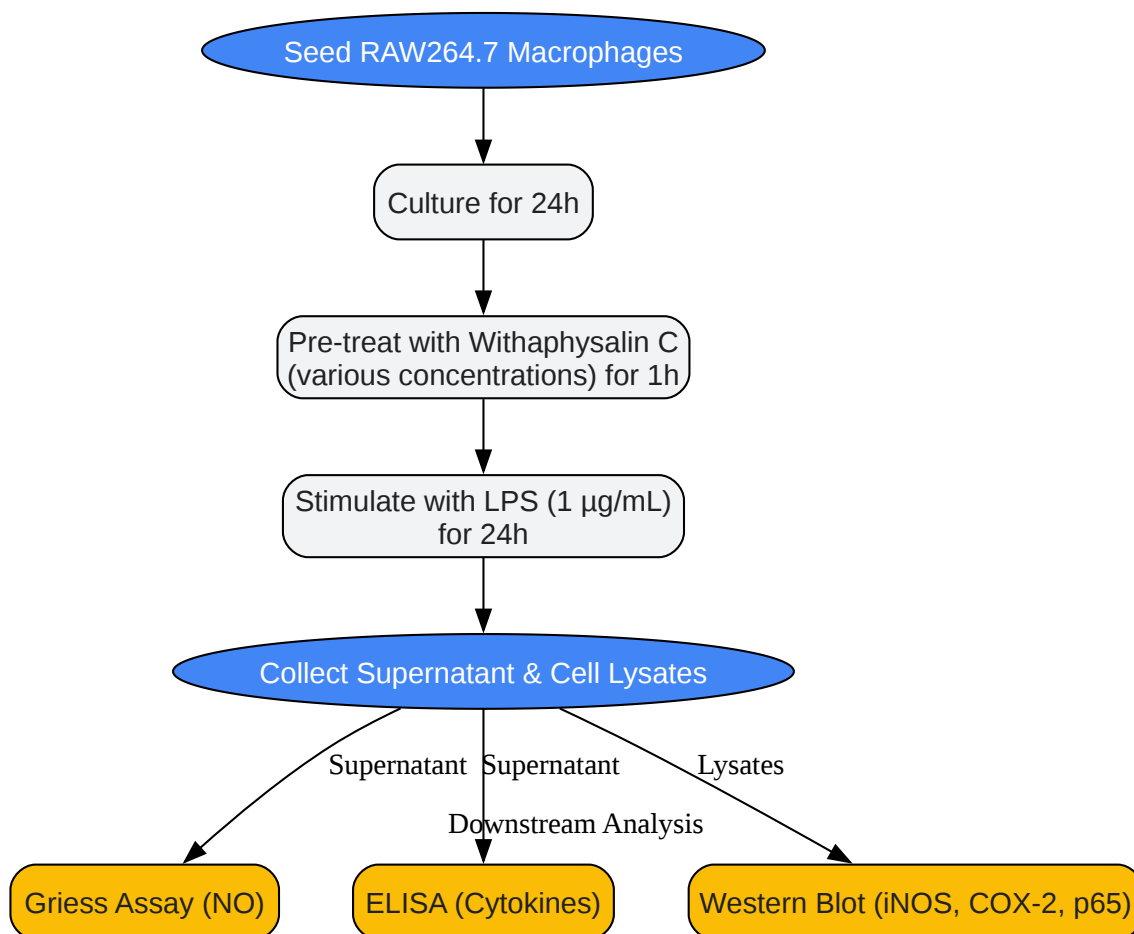 Seed RAW264.7 Macrophages
Culture for 24h
Pre-treat with Withaphysalin C
(various concentrations) for 1h
Stimulate with LPS (1 µg/mL)
for 24h
Collect Supernatant & Cell Lysates
Supernatant
Supernatant
Lysates
Downstream Analysis
Griess Assay (NO)
ELISA (Cytokines)
Western Blot (iNOS, COX-2, p65)